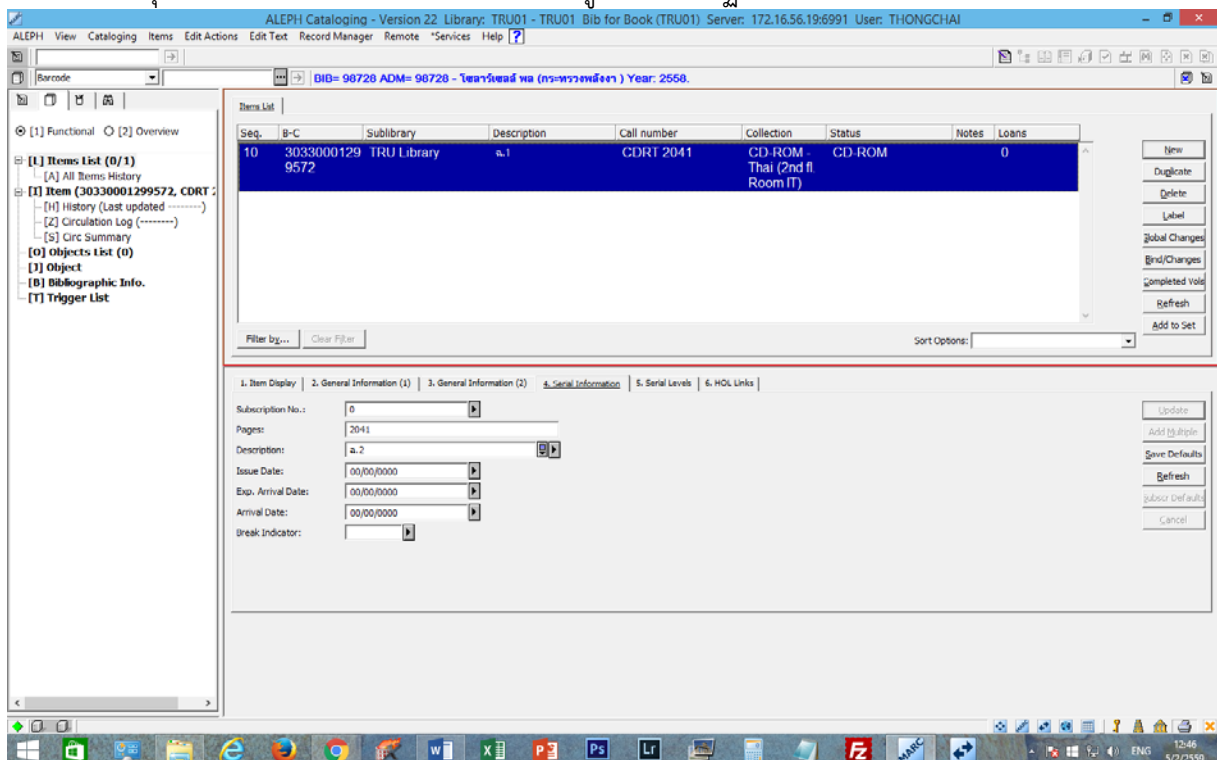 ALEPH Cataloging - Version 22 Library: TRU01 - TRU01 Bib for Book (TRU01) Server: 172.16.56.19:6991 User: THONGCHAI
ALEPH View Cataloging Items Edit Actions Edit Text Record Manager Remote *Services Help ?
Barcode
BIB= 98728 ADM= 98728 - โซลาร์เซลล์ พล (กระทรวงพลังงา ) Year: 2558.
[1] Functional [2] Overview
[L] Items List (0/1)
[A] All Items History
[I] Item (30330001299572, CDRT 2
[H] History (Last updated --------)
[Z] Circulation Log (--------)
[S] Circ Summary
[O] Objects List (0)
[J] Object
[B] Bibliographic Info.
[T] Trigger List
Items List
Seq. B-C Sublibrary Description Call number Collection Status Notes Loans
10 3033000129 TRU Library ฉ.1 CDRT 2041 CD-ROM - CD-ROM 0
9572 Thai (2nd fl.
Room IT)
New
Duplicate
Delete
Label
Global Changes
Bind/Changes
Completed Vols
Refresh
Add to Set
Filter by... Clear Filter Sort Options:
1. Item Display 2. General Information (1) 3. General Information (2) 4. Serial Information 5. Serial Levels 6. HOL Links
Subscription No.: 0
Pages: 2041
Description: ฉ.2
Issue Date: 00/00/0000
Exp. Arrival Date: 00/00/0000
Arrival Date: 00/00/0000
Break Indicator:
Update
Add Multiple
Save Defaults
Refresh
Subscr Defaults
Cancel
W X P Ps Lr Fz MARC ENG 12:46
5/2/2559